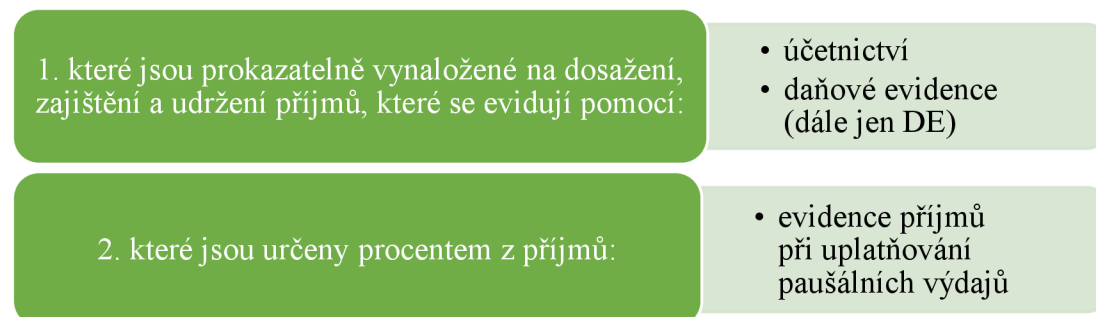 1. které jsou prokazatelně vynaložené na dosažení,
zajištění a udržení příjmů, které se evidují pomocí:
• účetnictví
• daňové evidence
(dále jen DE)
2. které jsou určeny procentem z příjmů:
• evidence příjmů
při uplatňování
paušálních výdajů